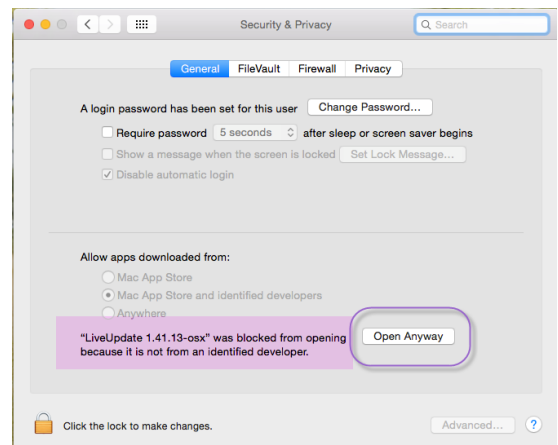 Security & Privacy
Search
General FileVault Firewall Privacy
A login password has been set for this user Change Password...
Require password 5 seconds after sleep or screen saver begins
Show a message when the screen is locked Set Lock Message...
Disable automatic login
Allow apps downloaded from:
Mac App Store
Mac App Store and identified developers
Anywhere
“LiveUpdate 1.41.13-osx” was blocked from opening Open Anyway
because it is not from an identified developer.
Click the lock to make changes. Advanced... ?